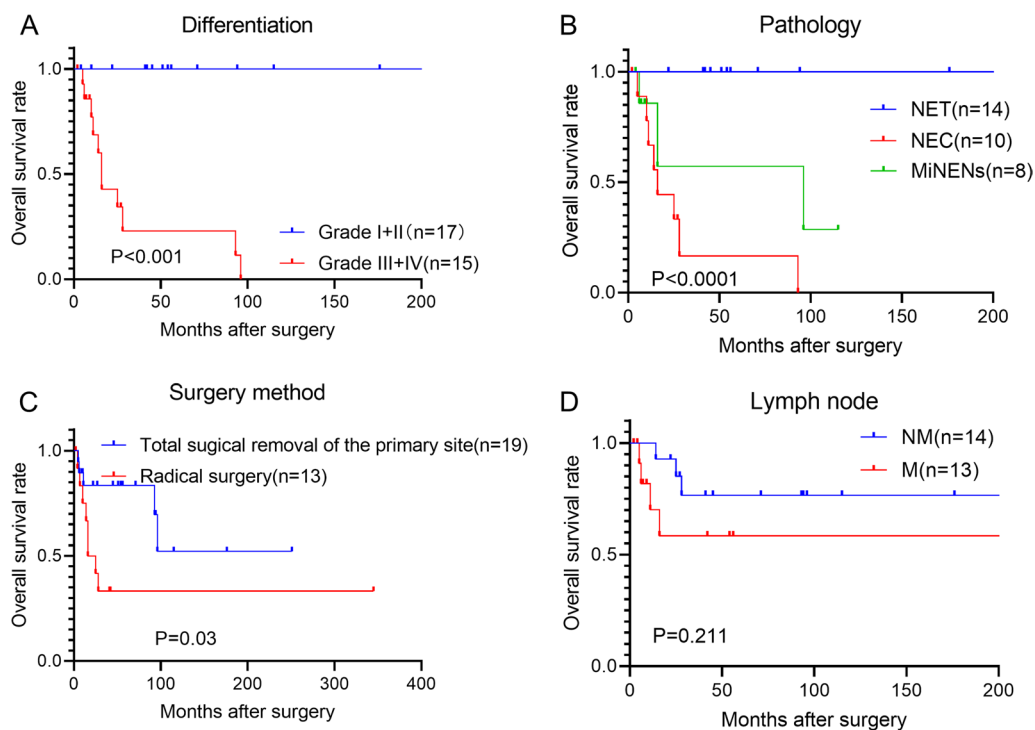 A
Differentiation
Overall survival rate
1.0
0.5
0.0
Grade I+II(n=17)
Grade III+IV(n=15)
P<0.001
0 50 100 150 200
Months after surgery
B
Pathology
Overall survival rate
1.0
0.5
0.0
NET(n=14)
NEC(n=10)
MiNENs(n=8)
P<0.0001
0 50 100 150 200
Months after surgery
C
Surgery method
Overall survival rate
1.0
0.5
0.0
Total sugical removal of the primary site(n=19)
Radical surgery(n=13)
P=0.03
0 100 200 300 400
Months after surgery
D
Lymph node
Overall survival rate
1.0
0.5
0.0
NM(n=14)
M(n=13)
P=0.211
0 50 100 150 200
Months after surgery